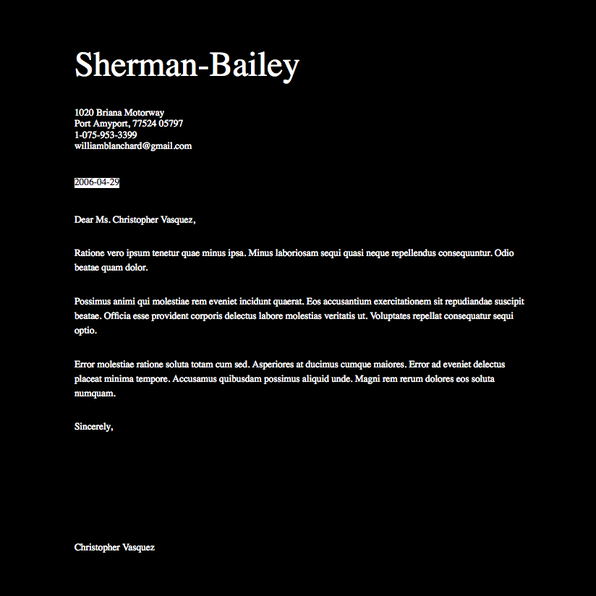 Sherman-Bailey
1020 Briana Motorway
Port Amyport, 77524 05797
1-075-953-3399
williamblanchard@gmail.com
2006-04-29
Dear Ms. Christopher Vasquez,
Ratione vero ipsum tenetur quae minus ipsa. Minus laboriosam sequi quasi neque repellendus consequuntur. Odio
beatae quam dolor.
Possimus animi qui molestiae rem eveniet incidunt quaerat. Eos accusantium exercitationem sit repudiandae suscipit
beatae. Officia esse provident corporis delectus labore molestias veritatis ut. Voluptates repellat consequatur sequi
optio.
Error molestiae ratione soluta totam cum sed. Asperiores at ducimus cumque maiores. Error ad eveniet delectus
placeat minima tempore. Accusamus quibusdam possimus aliquid unde. Magni rem rerum dolores eos soluta
numquam.
Sincerely,
Christopher Vasquez